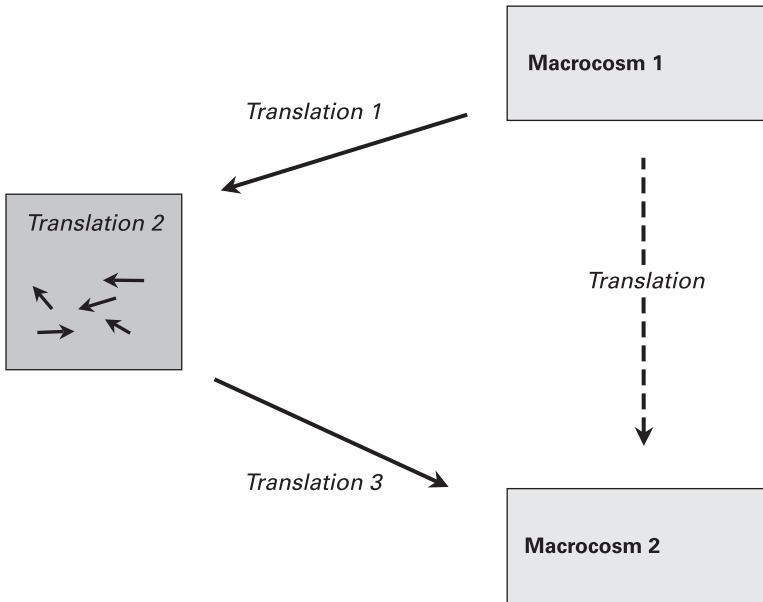 Macrocosm 1
Translation 1
Translation 2
Translation
Translation 3
Macrocosm 2